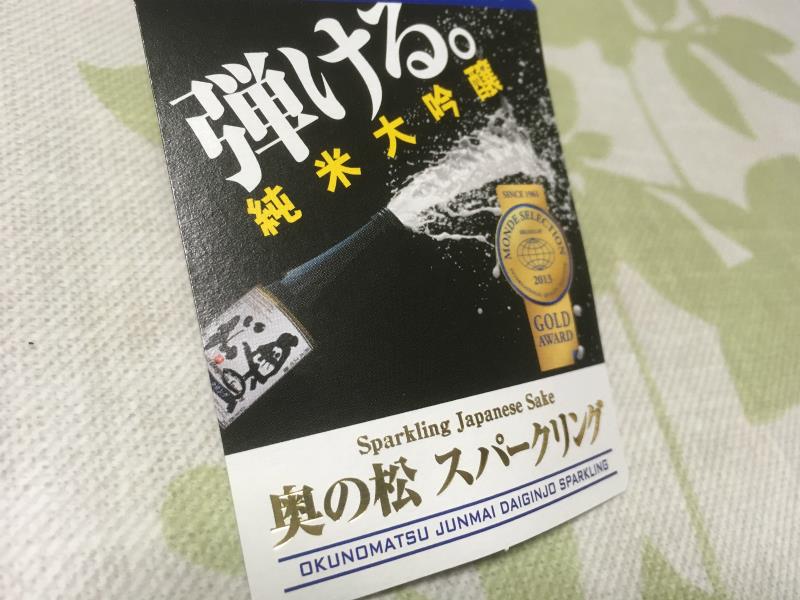 弾ける。
純米大吟醸
SINCE 1961
MONDE SELECTION
2013
GOLD
AWARD
Sparkling Japanese Sake
奥の松 スパークリング
OKUNOMATSU JUNMAI DAIGINJO SPARKLING